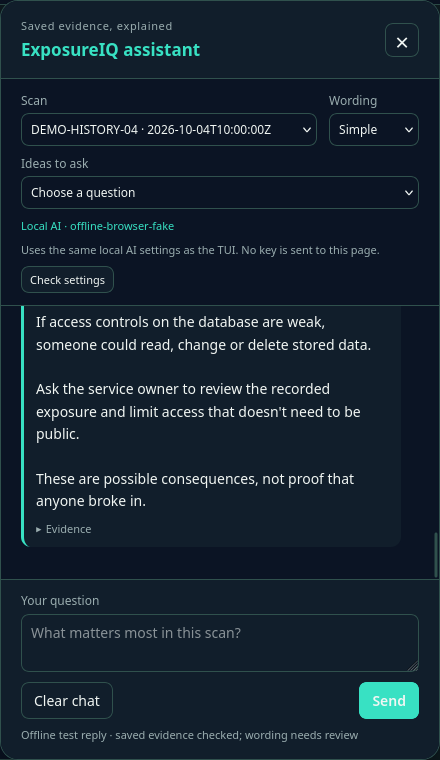 Saved evidence, explained
ExposureIQ assistant
×
Scan
Wording
DEMO-HISTORY-04 · 2026-10-04T10:00:00Z
Simple
Ideas to ask
Choose a question
Local AI · offline-browser-fake
Uses the same local AI settings as the TUI. No key is sent to this page.
Check settings
If access controls on the database are weak,
someone could read, change or delete stored data.
Ask the service owner to review the recorded
exposure and limit access that doesn't need to be
public.
These are possible consequences, not proof that
anyone broke in.
▸ Evidence
Your question
What matters most in this scan?
Clear chat
Send
Offline test reply · saved evidence checked; wording needs review